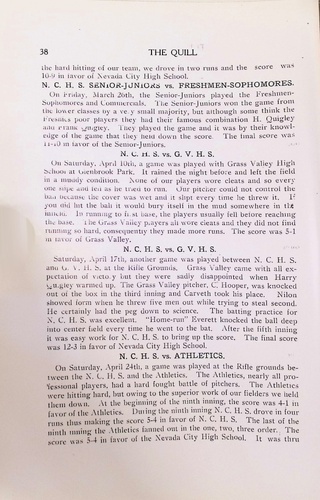 38 THE QUILL
the hard hitting of our team, we drove in two runs and the score was
10-9 in favor of Nevada City High School.
N. C. H. S. SENIOR-JUNIORS vs. FRESHMEN-SOPHOMORES.
On Friday, March 26th, the Senior-Juniors played the Freshmen-
Sophomores and Commercials. The Senior-Juniors won the game from
the lower classes by a very small majority, but although some think the
Freshies poor players they had their famous combination H. Quigley
and Frank Quigley. They played the game and it was by their knowl-
edge of the game that they held down the score. The final score was
11-10 in favor of the Senior-Juniors.
N. C. H. S. vs. G. V. H. S.
On Saturday, April 10th, a game was played with Grass Valley High
School at Glenbrook Park. It rained the night before and left the field
in a muddy condition. None of our players wore cleats and so every
one slipped and fell as he tried to run. Our pitcher could not control the
ball because the cover was wet and it slipt every time he threw it. If
you did hit the ball it would bury itself in the mud somewhere in the
infield. In running to first base, the players usually fell before reaching
the base. The Grass Valley players all wore cleats and they did not find
running so hard, consequently they made more runs. The score was 5-1
in favor of Grass Valley.
N. C. H. S. vs. G. V. H. S.
Saturday, April 17th, another game was played between N. C. H. S.
and G. V. H. S. at the Rifle Grounds. Grass Valley came with all ex-
pectation of victory but they were sadly disappointed when Harry
Quigley warmed up. The Grass Valley pitcher, C. Hooper, was knocked
out of the box in the third inning and Carveth took his place. Nilon
showed form when he threw five men out while trying to steal second.
He certainly had the peg down to science. The batting practice for
N. C. H. S. was excellent. "Home-run" Everett knocked the ball deep
into center field every time he went to the bat. After the fifth inning
it was easy work for N. C. H. S. to bring up the score. The final score
was 12-3 in favor of Nevada City High School.
N. C. H. S. vs. ATHLETICS.
On Saturday, April 24th, a game was played at the Rifle grounds be-
tween the N. C. H. S. and the Athletics. The Athletics, nearly all pro-
fessional players, had a hard fought battle of pitchers. The Athletics
were hitting hard, but owing to the superior work of our fielders we held
them down. At the beginning of the ninth inning, the score was 4-1 in
favor of the Athletics. During the ninth inning N. C. H. S. drove in four
runs thus making the score 5-4 in favor of N. C. H. S. The last of the
ninth inning the Athletics fanned out in the one, two, three order. The
score was 5-4 in favor of the Nevada City High School. It was thru